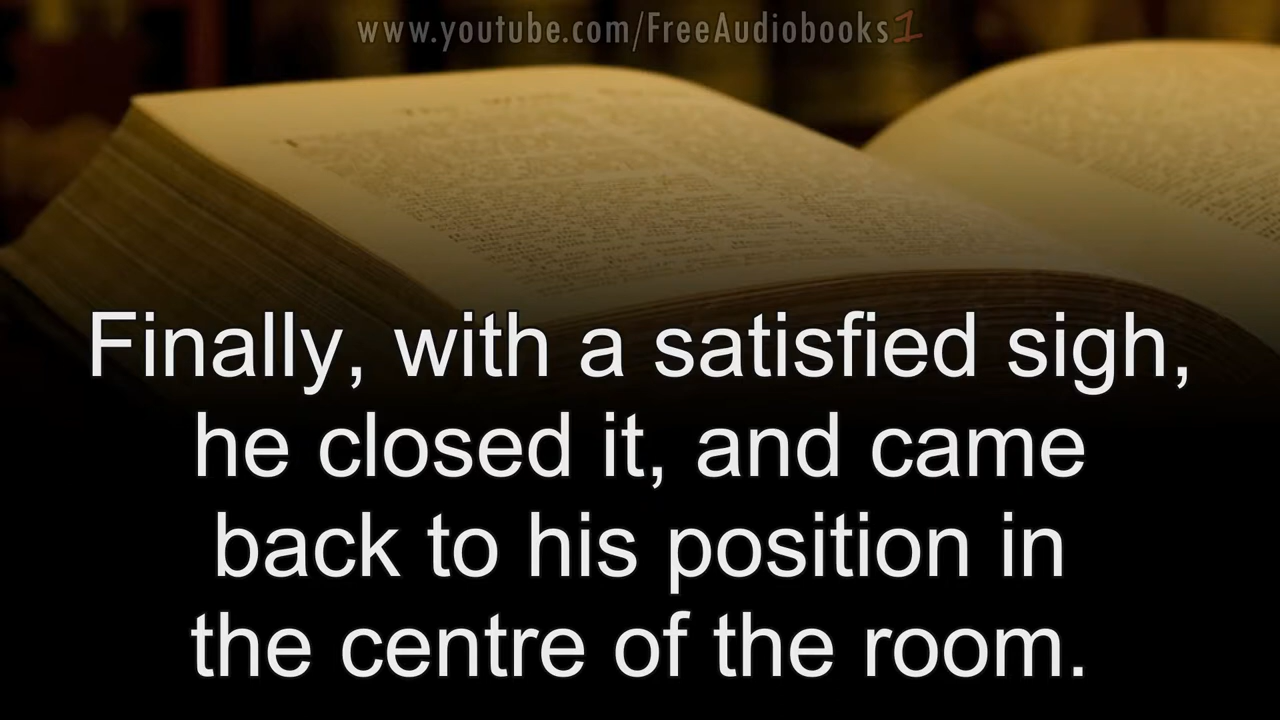 www.youtube.com/FreeAudiobooks1
Finally, with a satisfied sigh,
he closed it, and came
back to his position in
the centre of the room.